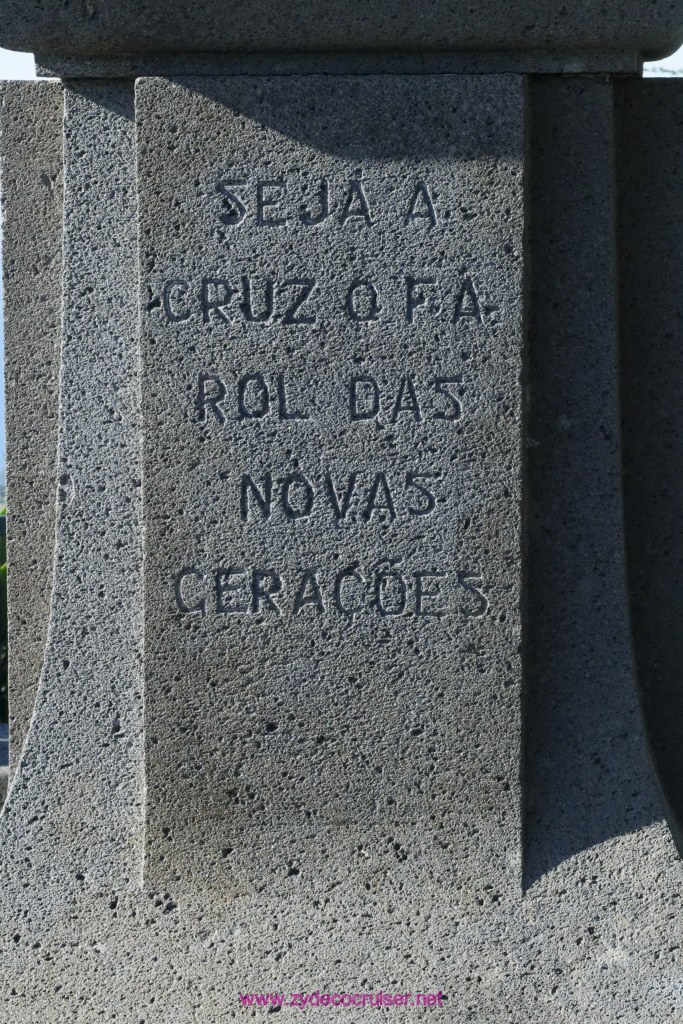 SEJA A
CRUZ O FA-
ROL DAS
NOVAS
GERAÇÕES
www.zydecocruiser.net